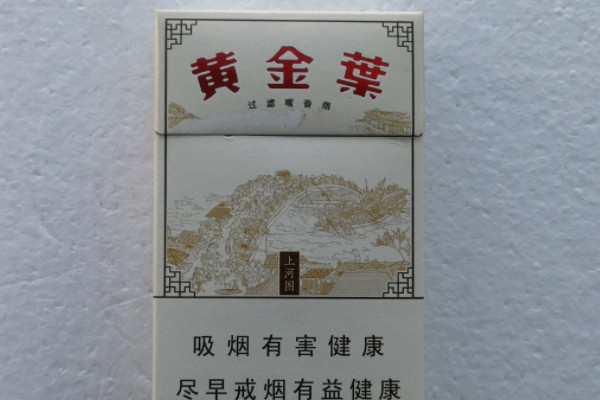 黄金葉
过滤嘴香烟
上河图
吸烟有害健康
尽早戒烟有益健康